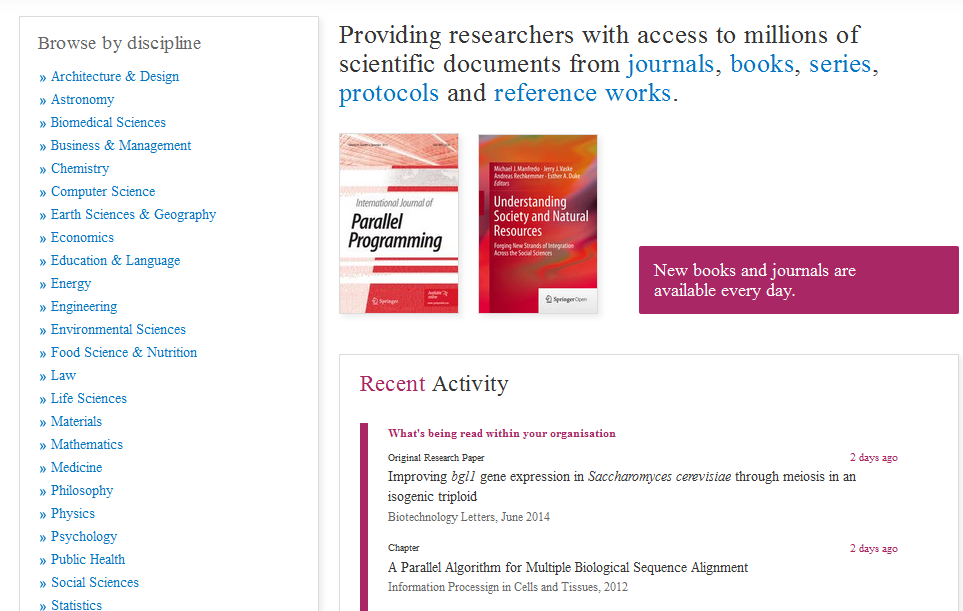 Browse by discipline
» Architecture & Design
» Astronomy
» Biomedical Sciences
» Business & Management
» Chemistry
» Computer Science
» Earth Sciences & Geography
» Economics
» Education & Language
» Energy
» Engineering
» Environmental Sciences
» Food Science & Nutrition
» Law
» Life Sciences
» Materials
» Mathematics
» Medicine
» Philosophy
» Physics
» Psychology
» Public Health
» Social Sciences
» Statistics
Providing researchers with access to millions of
scientific documents from journals, books, series,
protocols and reference works.
International Journal of
Parallel
Programming
Springer
Available
online
Michael J. Manfredo · Jerry J. Vaske
Andreas Rechkemmer · Esther A. Duke
Editors
Understanding
Society and Natural
Resources
Forging New Strands of Integration
Across the Social Sciences
Springer Open
New books and journals are
available every day.
Recent Activity
What's being read within your organisation
Original Research Paper
2 days ago
Improving bgl1 gene expression in Saccharomyces cerevisiae through meiosis in an
isogenic triploid
Biotechnology Letters, June 2014
Chapter
2 days ago
A Parallel Algorithm for Multiple Biological Sequence Alignment
Information Processign in Cells and Tissues, 2012